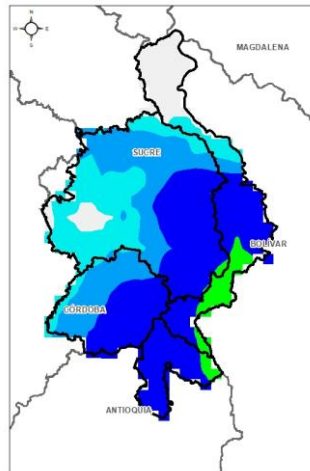 N
W E
S
MAGDALENA
SUCRE
BOLIVAR
CÓRDOBA
ANTIOQUIA